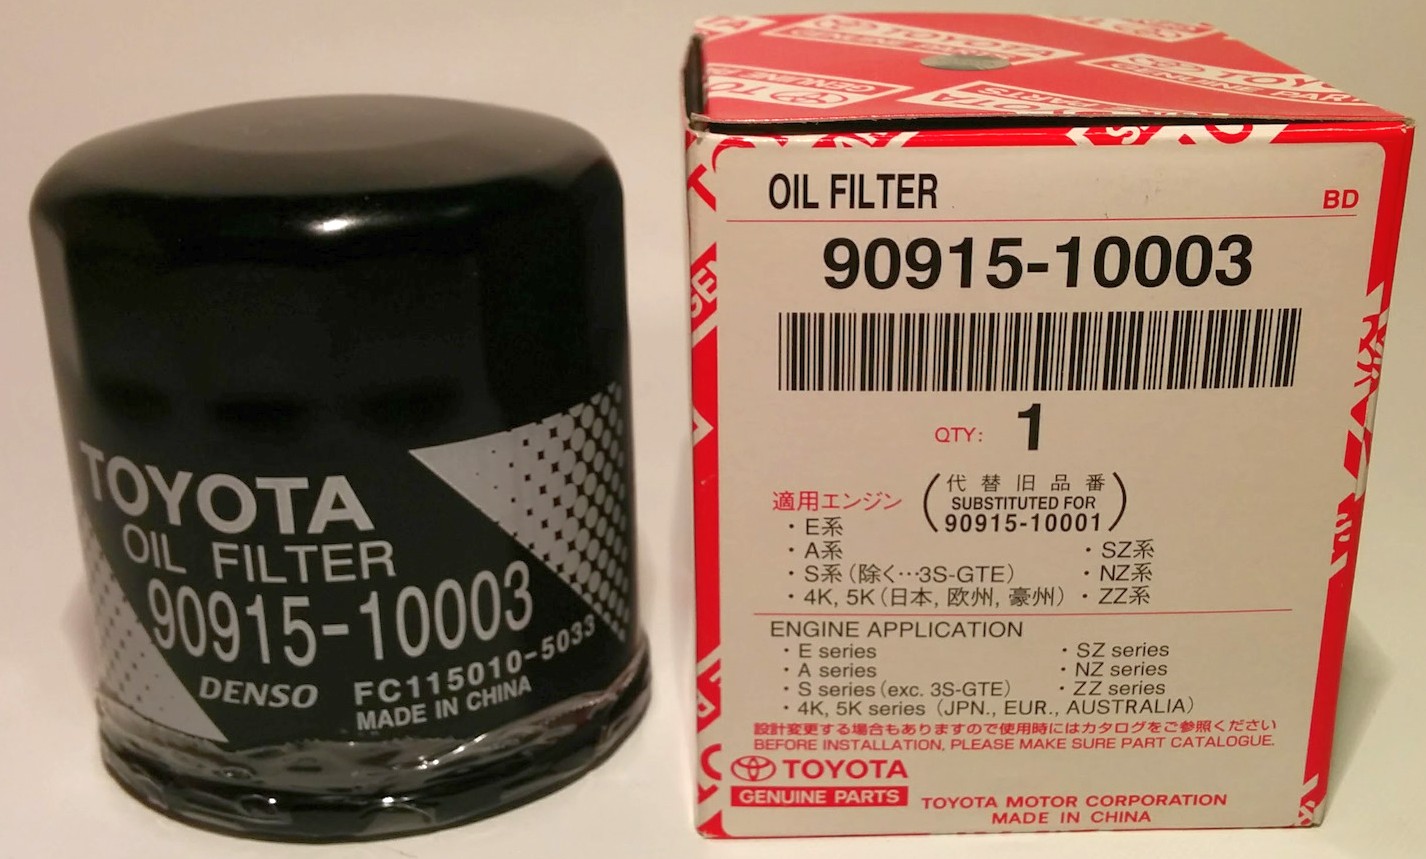 TOYOTA
OIL FILTER
90915-10003
DENSO
FC115010-5033
MADE IN CHINA
TOYOTA
GENUINE PARTS
OIL FILTER
BD
90915-10003
QTY: 1
適用エンジン
(代替旧品番
SUBSTITUTED FOR
90915-10001)
・E系
・A系
・S系(除く…3S-GTE)
・4K, 5K(日本, 欧州, 豪州)
・SZ系
・NZ系
・ZZ系
ENGINE APPLICATION
・E series
・A series
・S series (exc. 3S-GTE)
・4K, 5K series (JPN., EUR., AUSTRALIA)
・SZ series
・NZ series
・ZZ series
設計変更する場合もありますので使用時にはカタログをご参照ください
BEFORE INSTALLATION, PLEASE MAKE SURE PART CATALOGUE.
TOYOTA
GENUINE PARTS
TOYOTA MOTOR CORPORATION
MADE IN CHINA